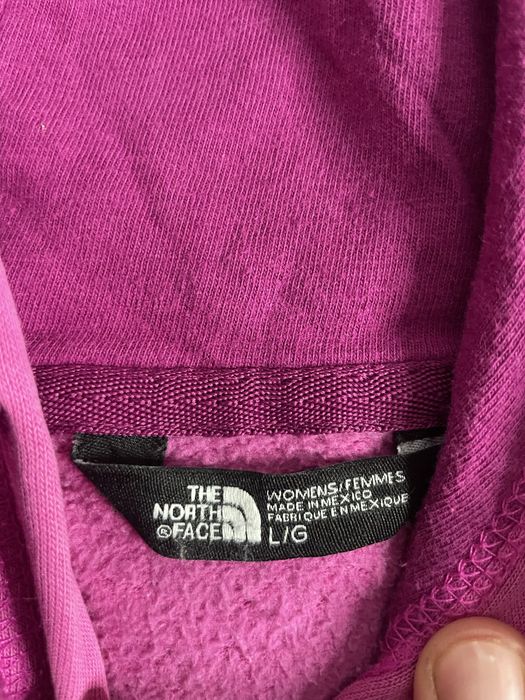 THE
NORTH
®FACE
WOMENS/FEMMES
MADE IN MEXICO
FABRIQUE EN MEXIQUE
L/G